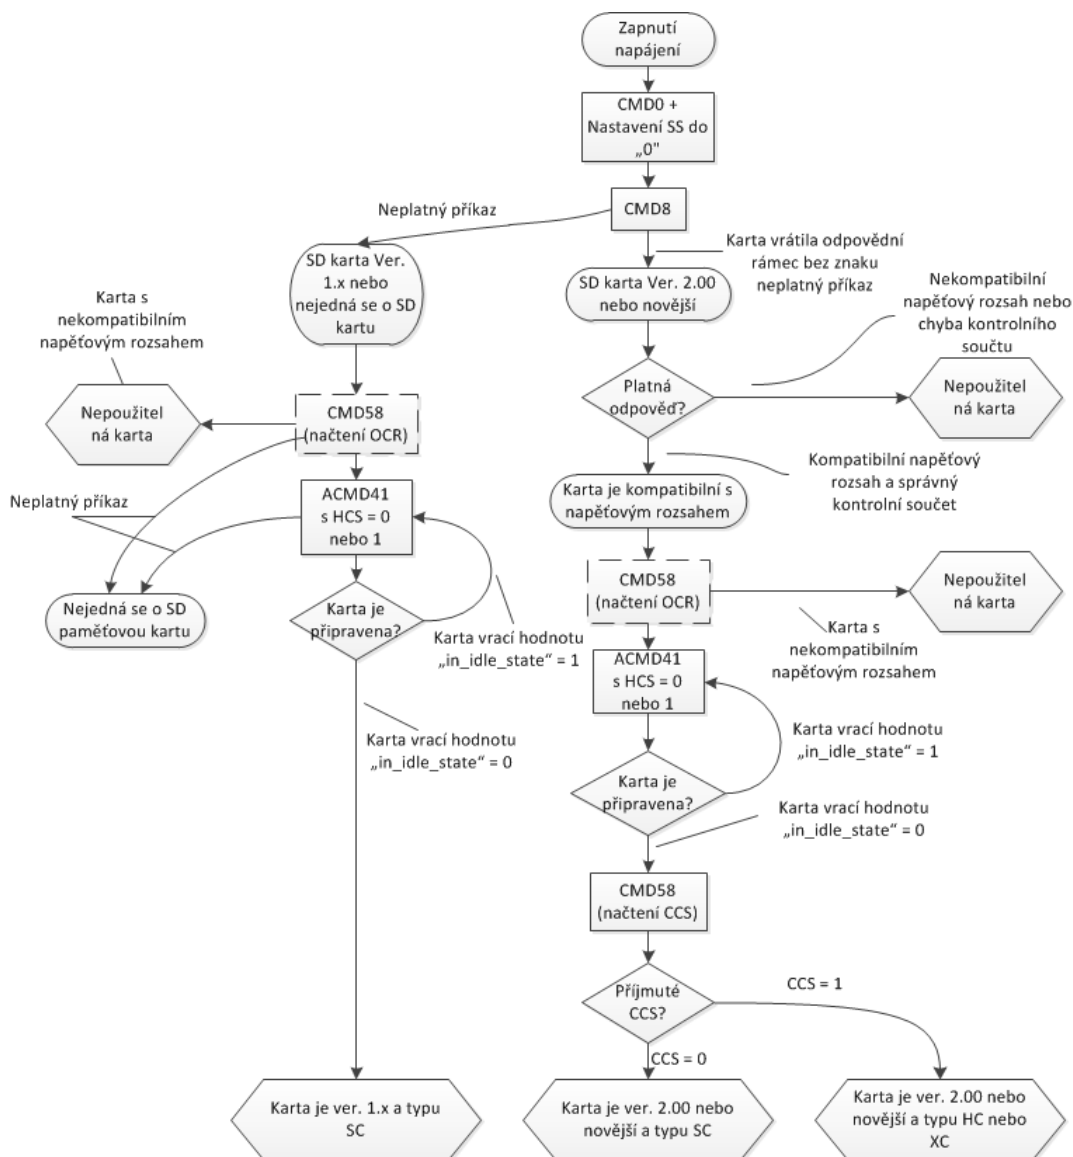 Zapnutí
napájení
CMD0 +
Nastavení SS do
„0"
CMD8
Neplatný příkaz
Karta vrátila odpovědní
rámec bez znaku
neplatný příkaz
SD karta Ver.
1.x nebo
nejedná se o SD
kartu
SD karta Ver. 2.00
nebo novější
Nekompatibilní
napěťový rozsah nebo
chyba kontrolního
součtu
Karta s
nekompatibilním
napěťovým rozsahem
Platná
odpověď?
Nepoužitel
ná karta
Nepoužitel
ná karta
CMD58
(načtení OCR)
Kompatibilní napěťový
rozsah a správný
kontrolní součet
Neplatný příkaz
ACMD41
s HCS = 0
nebo 1
Karta je kompatibilní s
napěťovým rozsahem
CMD58
(načtení OCR)
Nepoužitel
ná karta
Nejedná se o SD
paměťovou kartu
Karta je
připravena?
Karta vrací hodnotu
„in_idle_state“ = 1
Karta s
nekompatibilním
napěťovým rozsahem
ACMD41
s HCS = 0
nebo 1
Karta vrací hodnotu
„in_idle_state“ = 0
Karta vrací hodnotu
„in_idle_state“ = 1
Karta je
připravena?
Karta vrací hodnotu
„in_idle_state“ = 0
CMD58
(načtení CCS)
Příjmuté
CCS?
CCS = 1
CCS = 0
Karta je ver. 1.x a typu
SC
Karta je ver. 2.00 nebo
novější a typu SC
Karta je ver. 2.00 nebo
novější a typu HC nebo
XC